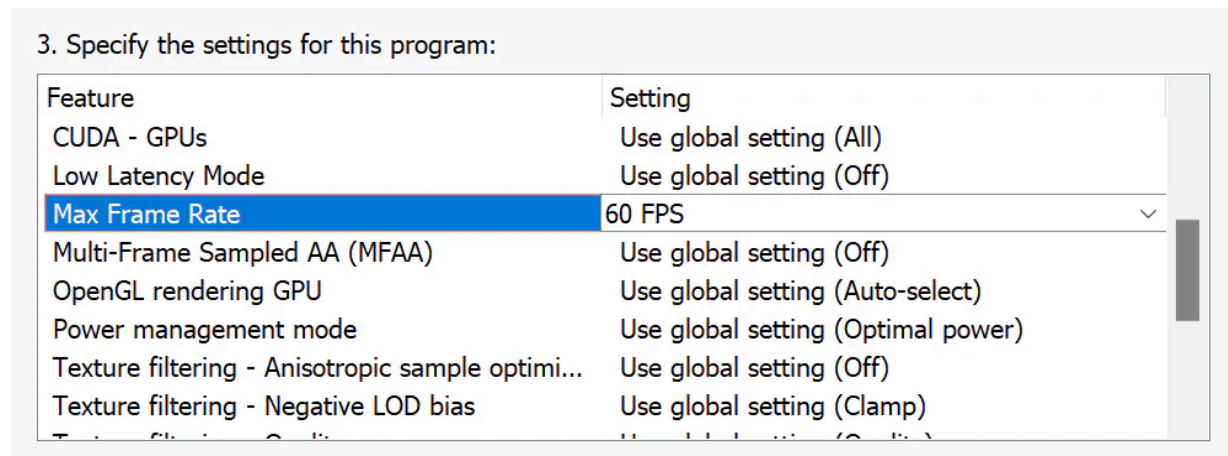 3. Specify the settings for this program:
Feature Setting
CUDA - GPUs Use global setting (All)
Low Latency Mode Use global setting (Off)
Max Frame Rate 60 FPS
Multi-Frame Sampled AA (MFAA) Use global setting (Off)
OpenGL rendering GPU Use global setting (Auto-select)
Power management mode Use global setting (Optimal power)
Texture filtering - Anisotropic sample optimi... Use global setting (Off)
Texture filtering - Negative LOD bias Use global setting (Clamp)